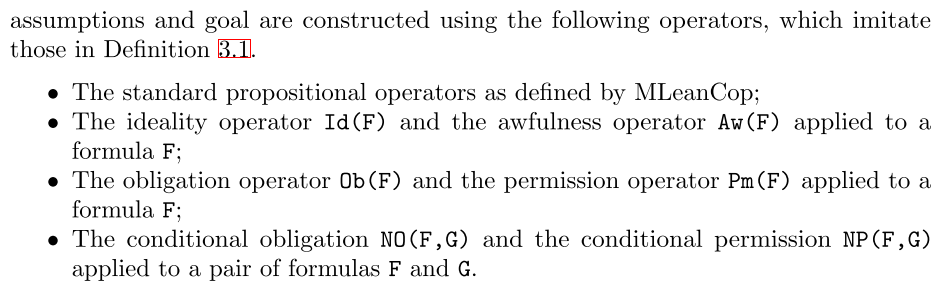 assumptions and goal are constructed using the following operators, which imitate
those in Definition 3.1.
• The standard propositional operators as defined by MLeanCop;
• The ideality operator Id(F) and the awfulness operator Aw(F) applied to a
formula F;
• The obligation operator Ob(F) and the permission operator Pm(F) applied to a
formula F;
• The conditional obligation NO(F,G) and the conditional permission NP(F,G)
applied to a pair of formulas F and G.